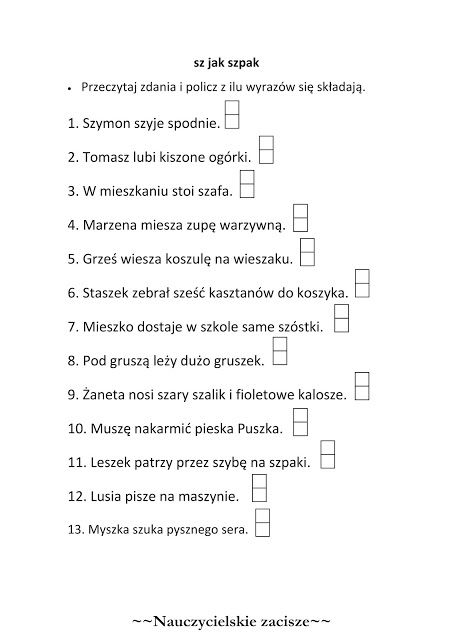 sz jak szpak
• Przeczytaj zdania i policz z ilu wyrazów się składają.
1. Szymon szyje spodnie.
2. Tomasz lubi kiszone ogórki.
3. W mieszkaniu stoi szafa.
4. Marzena miesza zupę warzywną.
5. Grześ wiesza koszulę na wieszaku.
6. Staszek zebrał sześć kasztanów do koszyka.
7. Mieszko dostaje w szkole same szóstki.
8. Pod gruszą leży dużo gruszek.
9. Żaneta nosi szary szalik i fioletowe kalosze.
10. Muszę nakarmić pieska Puszka.
11. Leszek patrzy przez szybę na szpaki.
12. Lusia pisze na maszynie.
13. Myszka szuka pysznego sera.
~~Nauczycielskie zacisze~~